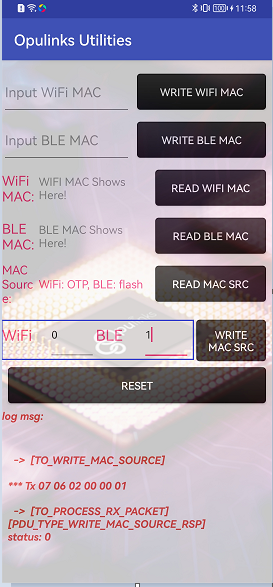 100 11:58
Opulinks Utilities
Input WiFi MAC WRITE WIFI MAC
Input BLE MAC WRITE BLE MAC
WiFi MAC: WIFI MAC Shows Here! READ WIFI MAC
BLE MAC: BLE MAC Shows Here! READ BLE MAC
MAC
Sourc WiFi: OTP, BLE: flash READ MAC SRC
e:
WiFi 0 BLE 1 WRITE
MAC SRC
RESET
log msg:
-> [TO_WRITE_MAC_SOURCE]
*** Tx 07 06 02 00 00 01
-> [TO_PROCESS_RX_PACKET]
[PDU_TYPE_WRITE_MAC_SOURCE_RSP]
status: 0